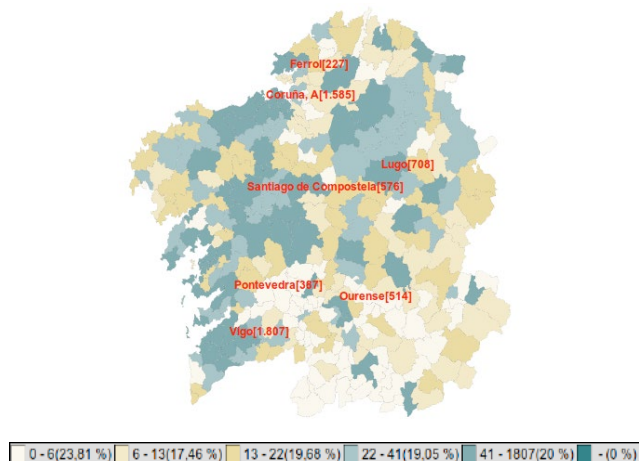 Ferrol[227]
Coruña, A[1.585]
Lugo[708]
Santiago de Compostela[576]
Pontevedra[387]
Ourense[514]
Vigo[1.807]
0 - 6(23,81 %) 6 - 13(17,46 %) 13 - 22(19,68 %) 22 - 41(19,05 %) 41 - 1807(20 %) - (0 %)